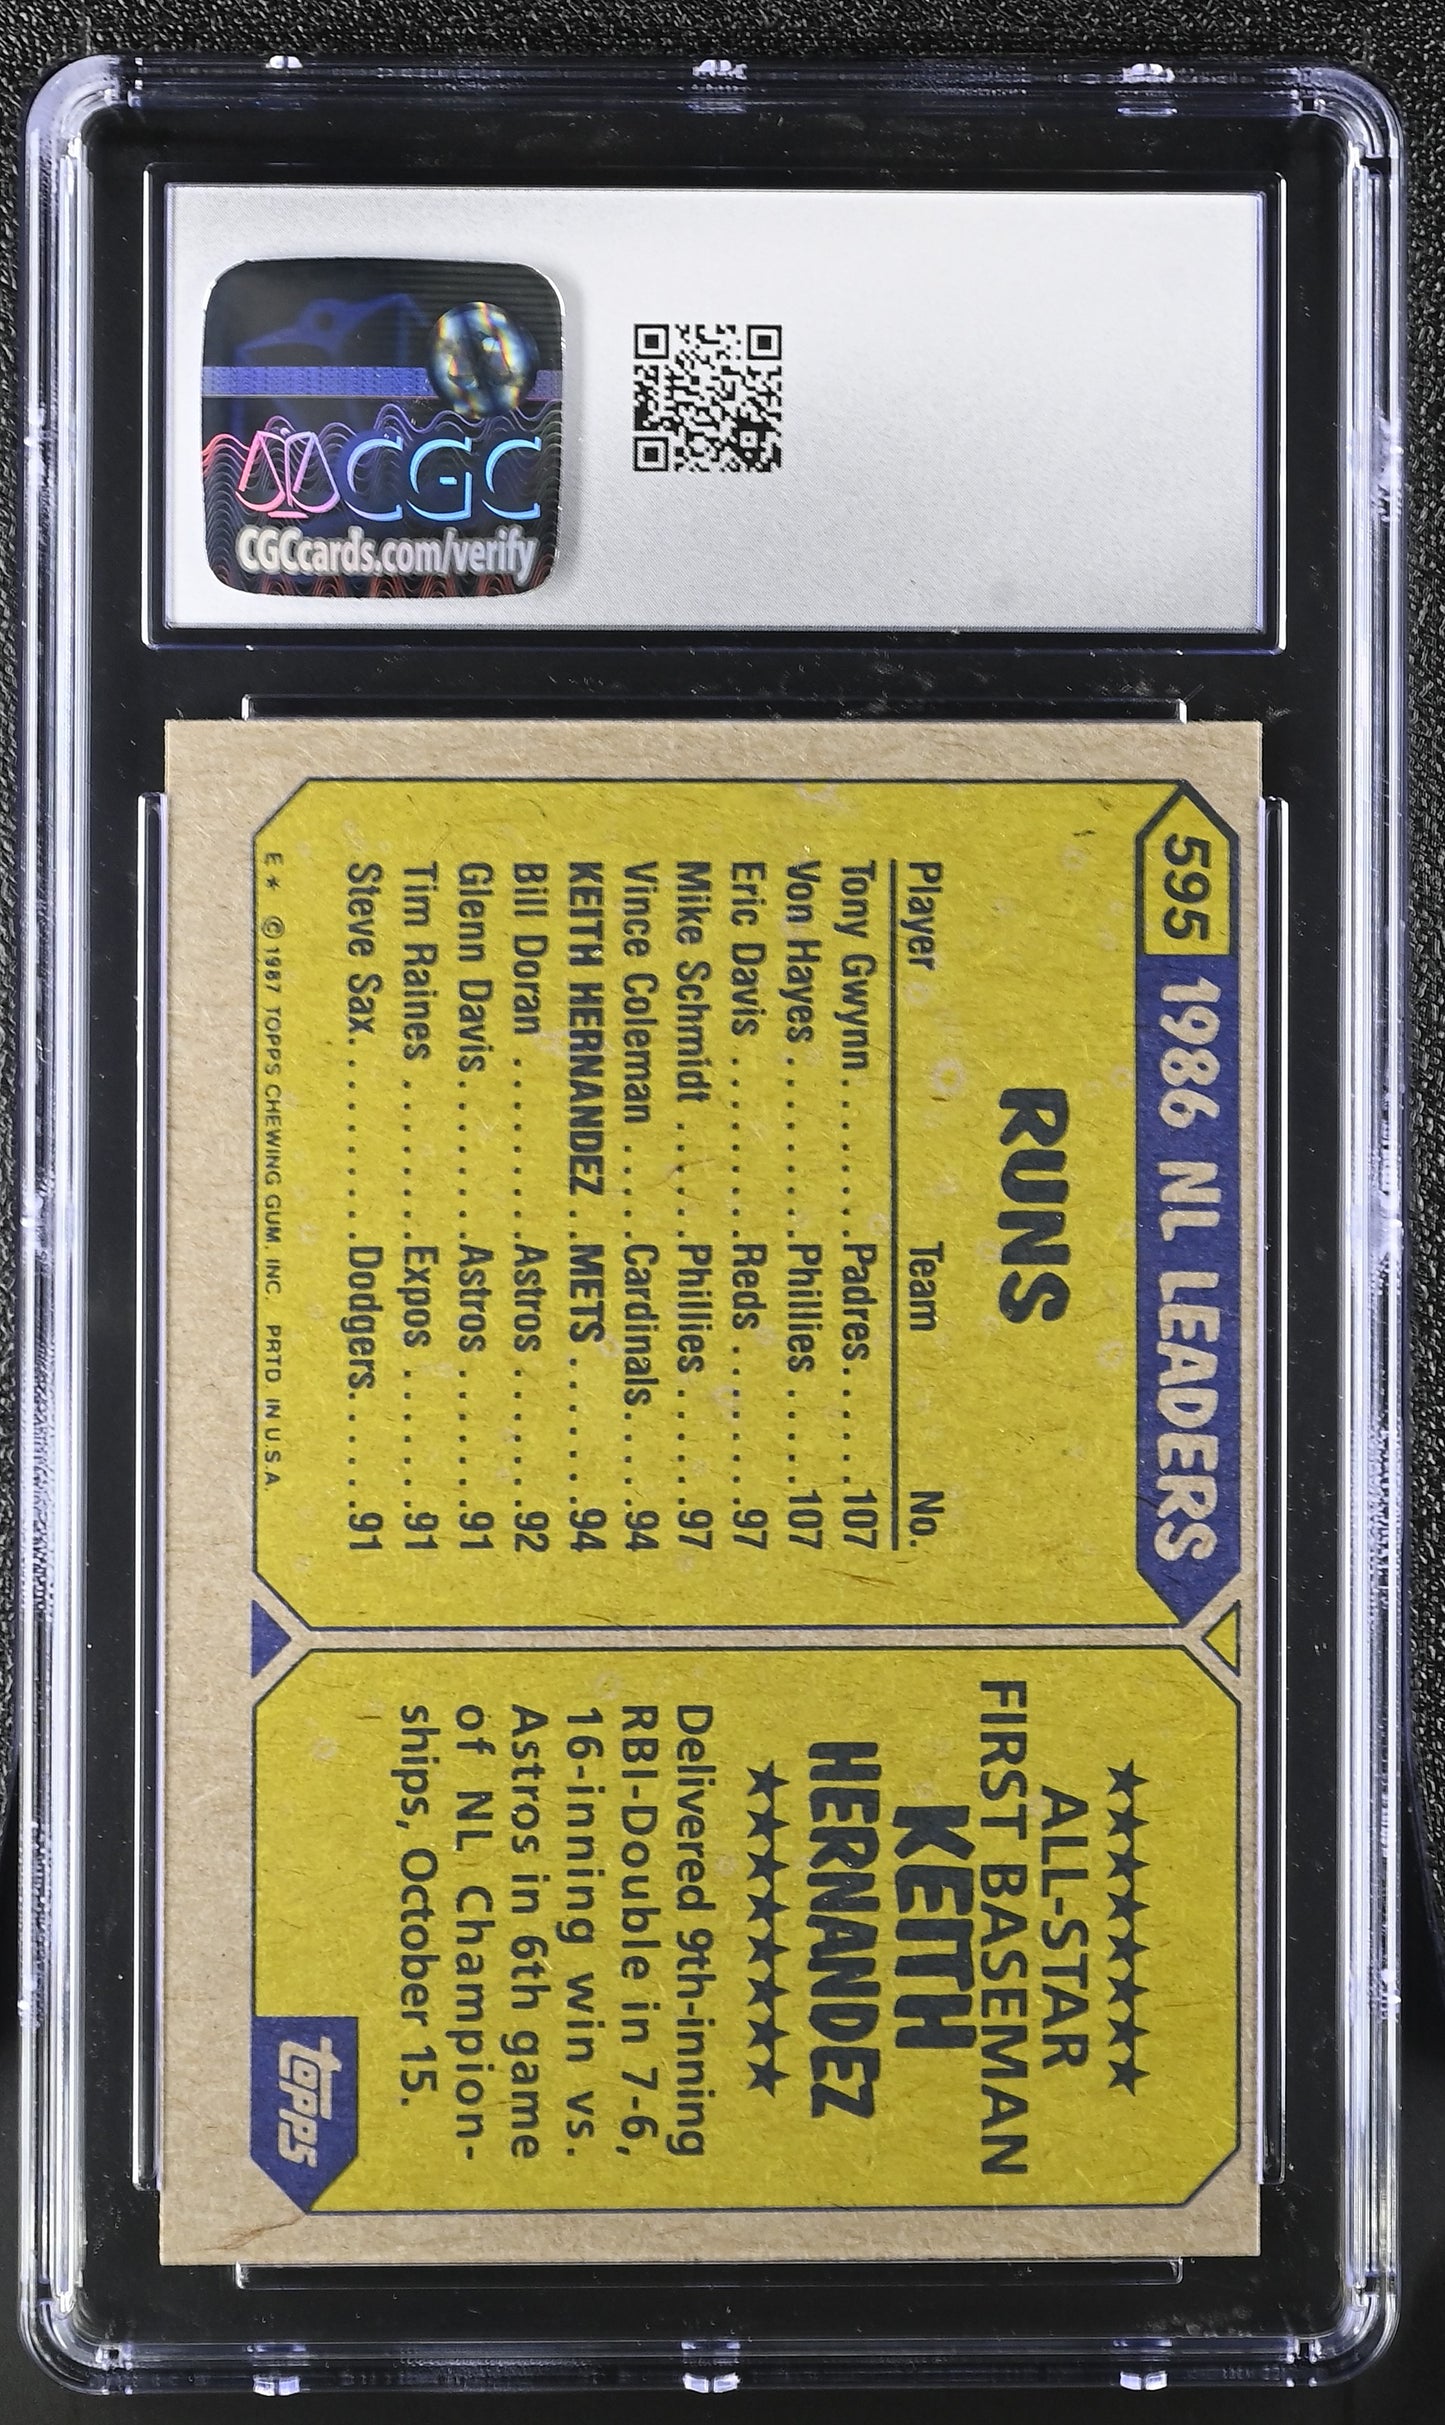 CGC
CGCcards.com/verify
595 1986 NL LEADERS
RUNS
Player Team No.
Tony Gwynn.......Padres......107
Von Hayes.........Phillies......107
Eric Davis.........Reds.......97
Mike Schmidt......Phillies......97
Vince Coleman.....Cardinals.....94
KEITH HERNANDEZ..METS.......94
Bill Doran.........Astros.......92
Glenn Davis.......Astros.......91
Tim Raines........Expos.......91
Steve Sax.........Dodgers......91
E* © 1987 TOPPS CHEWING GUM, INC. PRTD. IN U.S.A.
ALL-STAR
FIRST BASEMAN
KEITH
HERNANDEZ
Delivered 9th-inning
RBI-Double in 7-6,
16-inning win vs.
Astros in 6th game
of NL Champion-
ships, October 15.
topps